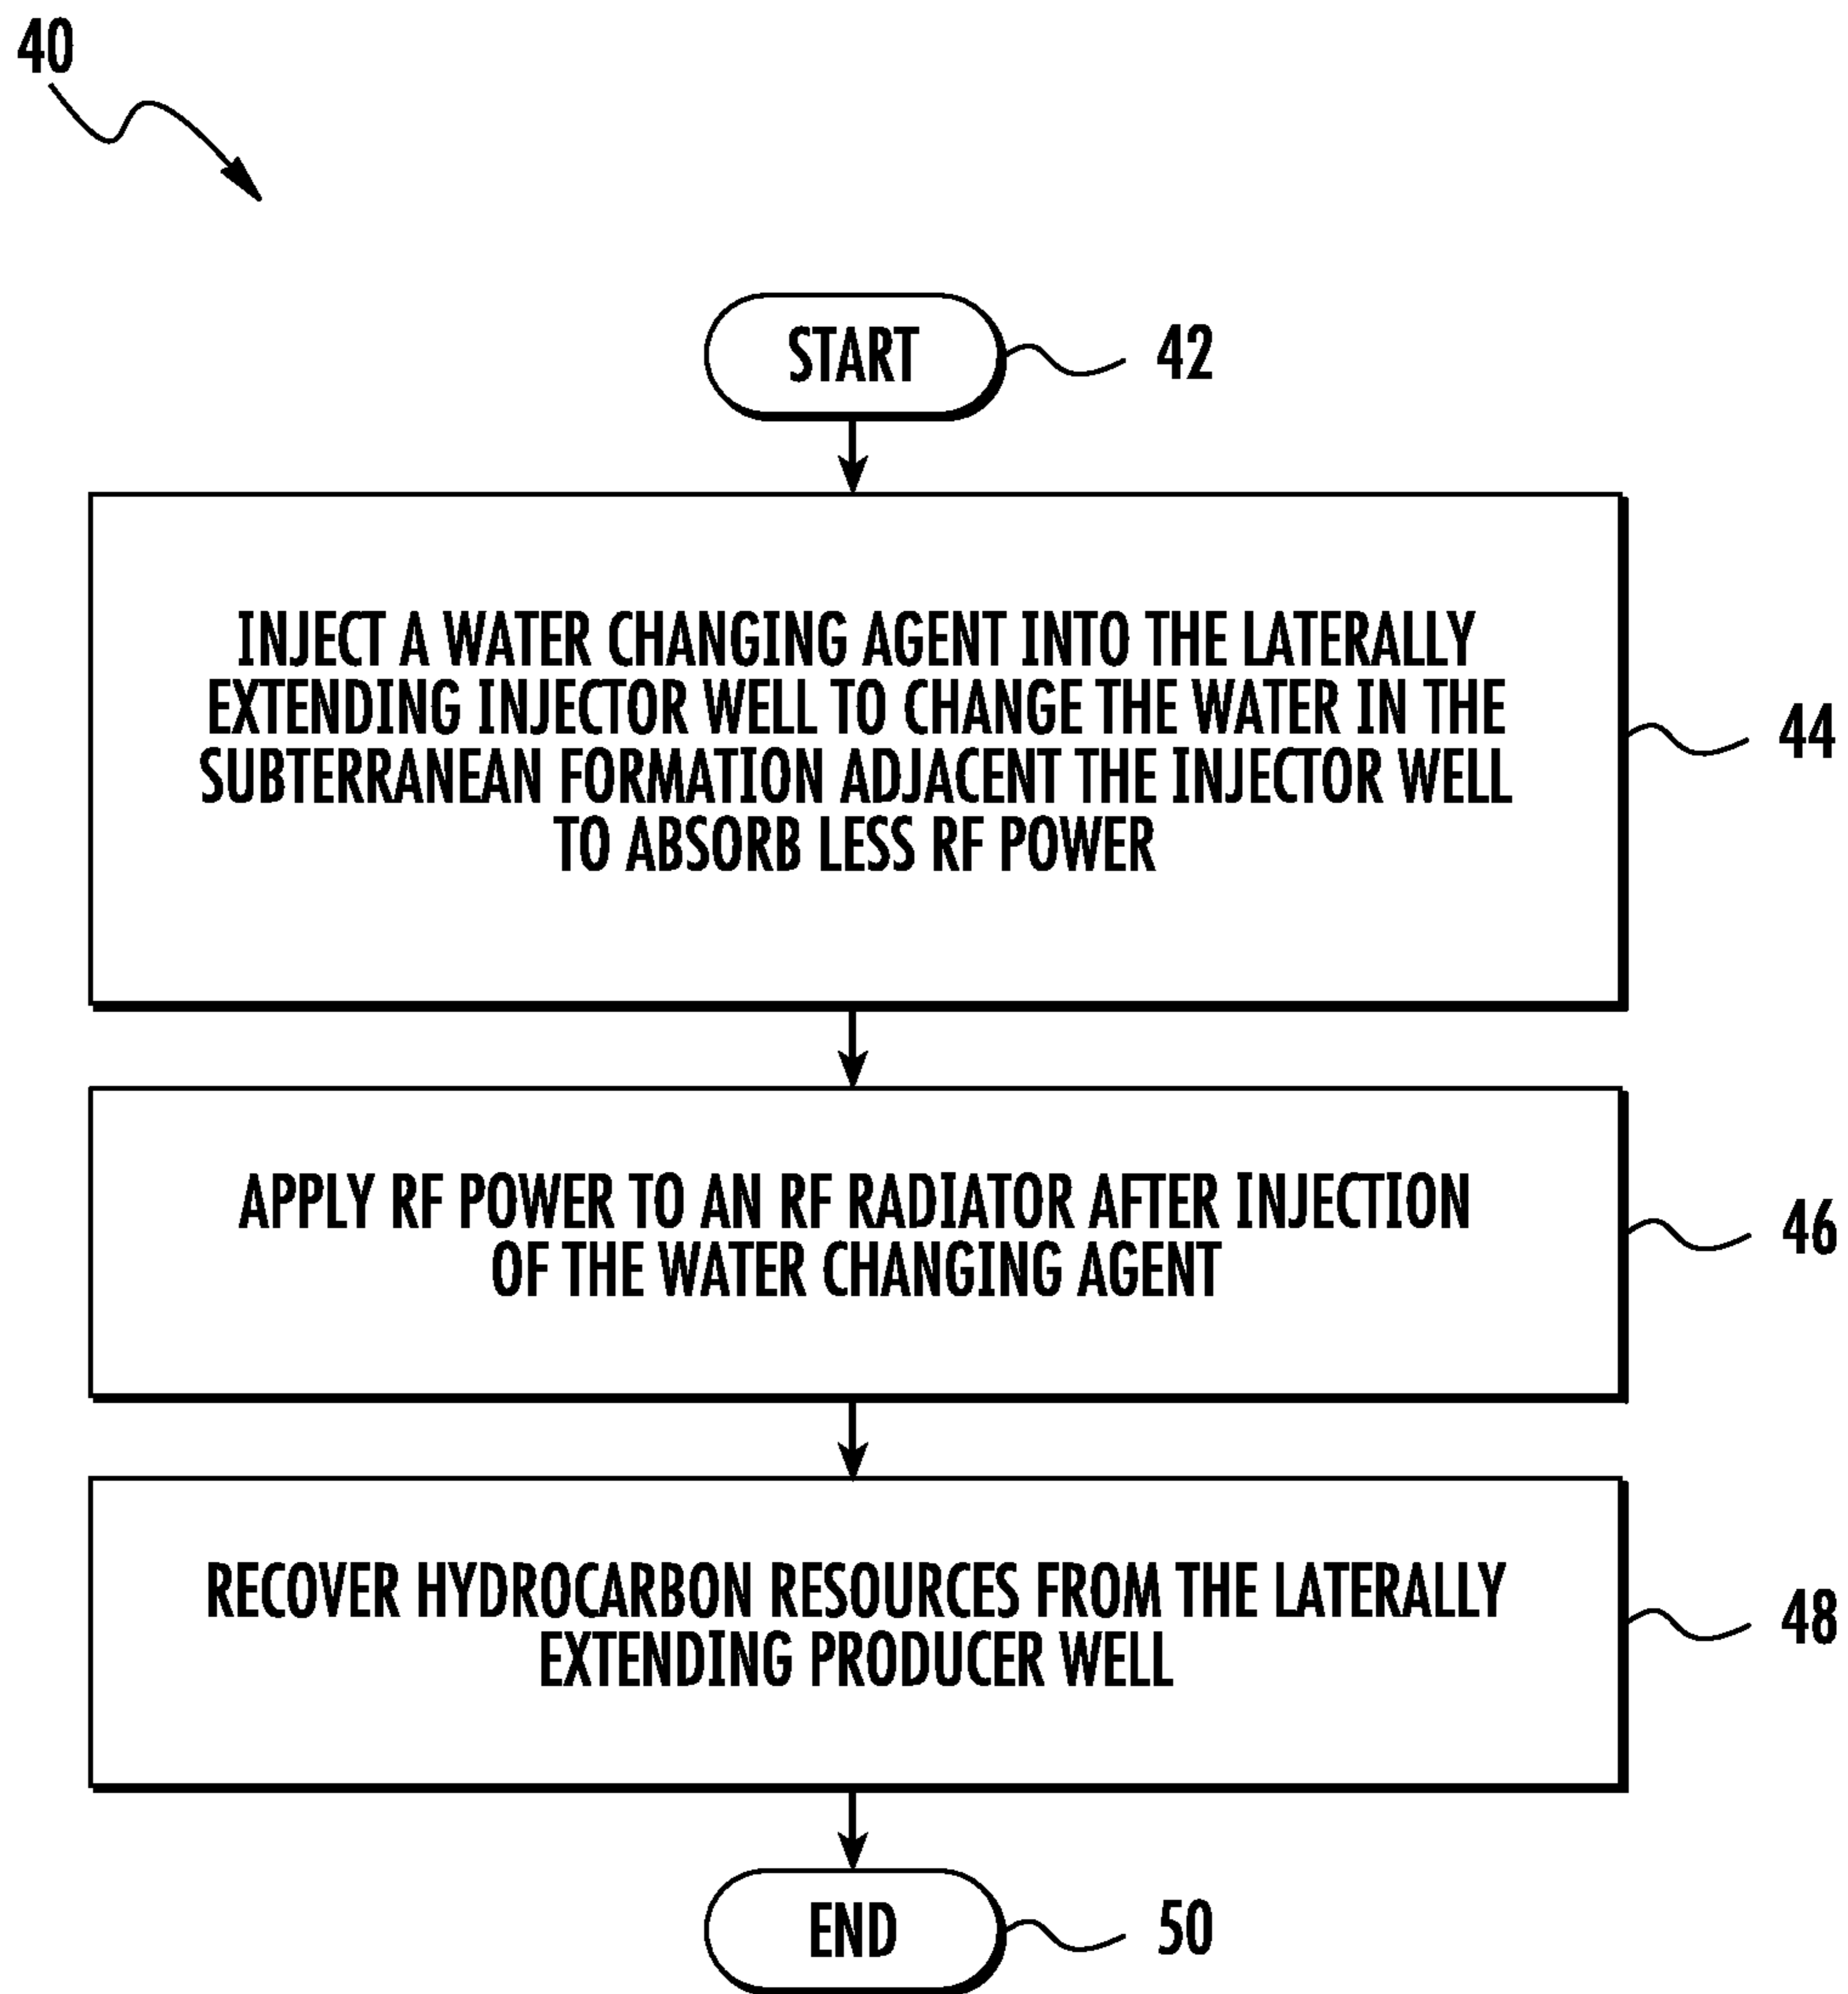 40
START
42
INJECT A WATER CHANGING AGENT INTO THE LATERALLY
EXTENDING INJECTOR WELL TO CHANGE THE WATER IN THE
SUBTERRANEAN FORMATION ADJACENT THE INJECTOR WELL
TO ABSORB LESS RF POWER
44
APPLY RF POWER TO AN RF RADIATOR AFTER INJECTION
OF THE WATER CHANGING AGENT
46
RECOVER HYDROCARBON RESOURCES FROM THE LATERALLY
EXTENDING PRODUCER WELL
48
END
50